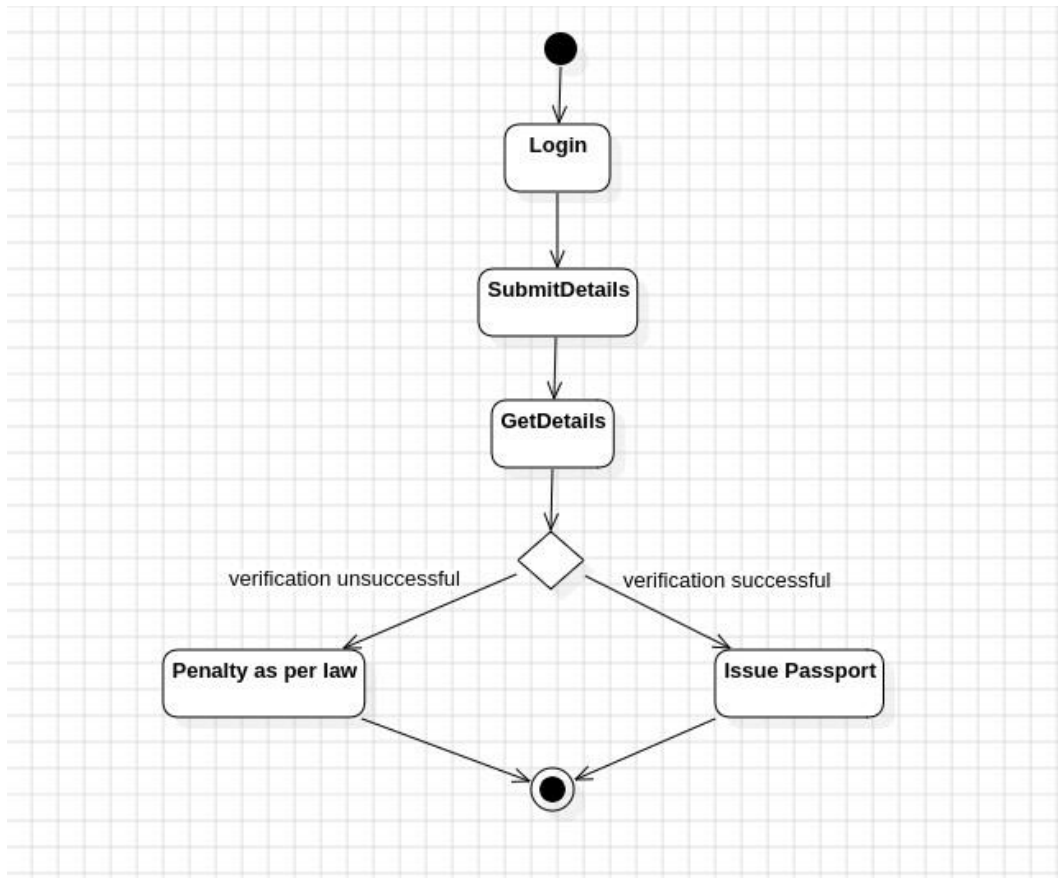 Login
SubmitDetails
GetDetails
verification unsuccessful
verification successful
Penalty as per law
Issue Passport